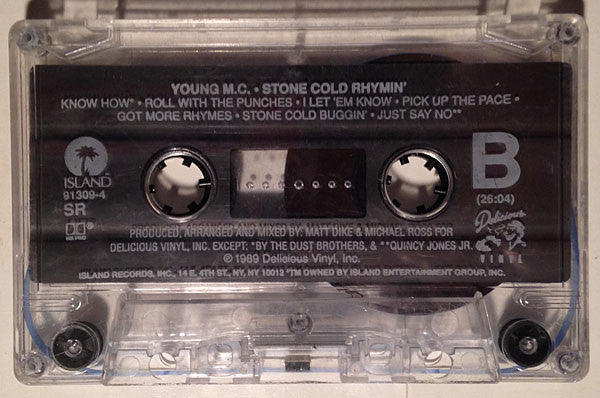 YOUNG M.C. • STONE COLD RHYMIN'
KNOW HOW* • ROLL WITH THE PUNCHES • I LET 'EM KNOW • PICK UP THE PACE •
GOT MORE RHYMES • STONE COLD BUGGIN' • JUST SAY NO**
ISLAND
91309-4
SR
B
(26:04)
Delicious
VINYL
PRODUCED, ARRANGED AND MIXED BY: MATT DIKE & MICHAEL ROSS FOR
DELICIOUS VINYL, INC. EXCEPT: *BY THE DUST BROTHERS, & **QUINCY JONES JR.
© 1989 Delicious Vinyl, Inc.
ISLAND RECORDS, INC., 14 E. 4TH ST., NY, NY 10012 *TM OWNED BY ISLAND ENTERTAINMENT GROUP, INC.